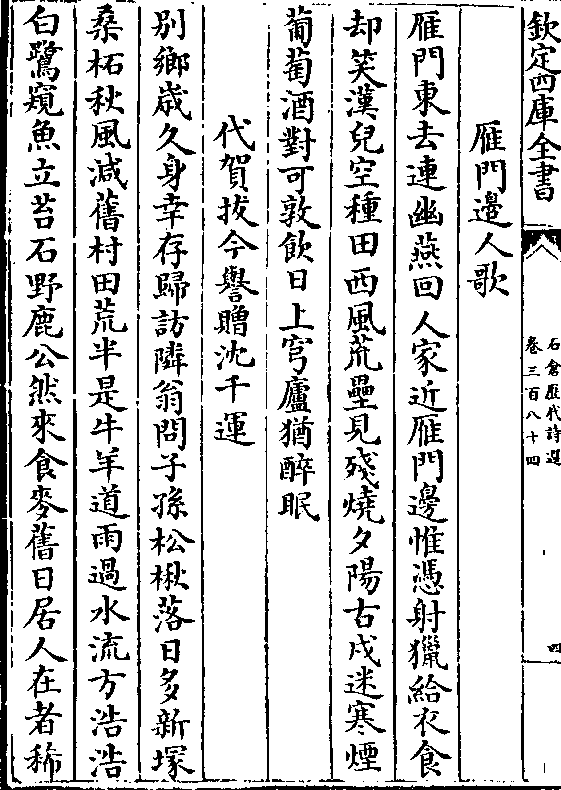 欽定四庫全書
石倉歷代詩選
卷三百八十四
四
雁門邊人歌
雁門東去連幽燕回人家近雁門邊惟憑射獵給衣食
却笑漢兒空種田西風荒壘見殘燒夕陽古戍迷寒煙
葡萄酒對可敦飲日上穹廬猶醉眠
代賀拔今譽贈沈千運
别鄉歳久身幸存歸訪隣翁問子孫松楸落日多新塚
桑柘秋風減舊村田荒半是牛羊道雨過水流方浩浩
白鷺窺魚立苔石野鹿公然來食麥舊日居人在者稀